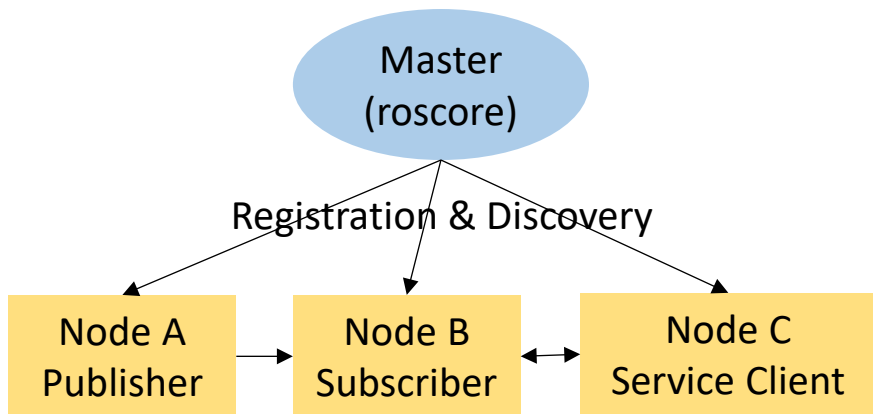 Master
(roscore)
Registration & Discovery
Node A
Publisher
Node B
Subscriber
Node C
Service Client